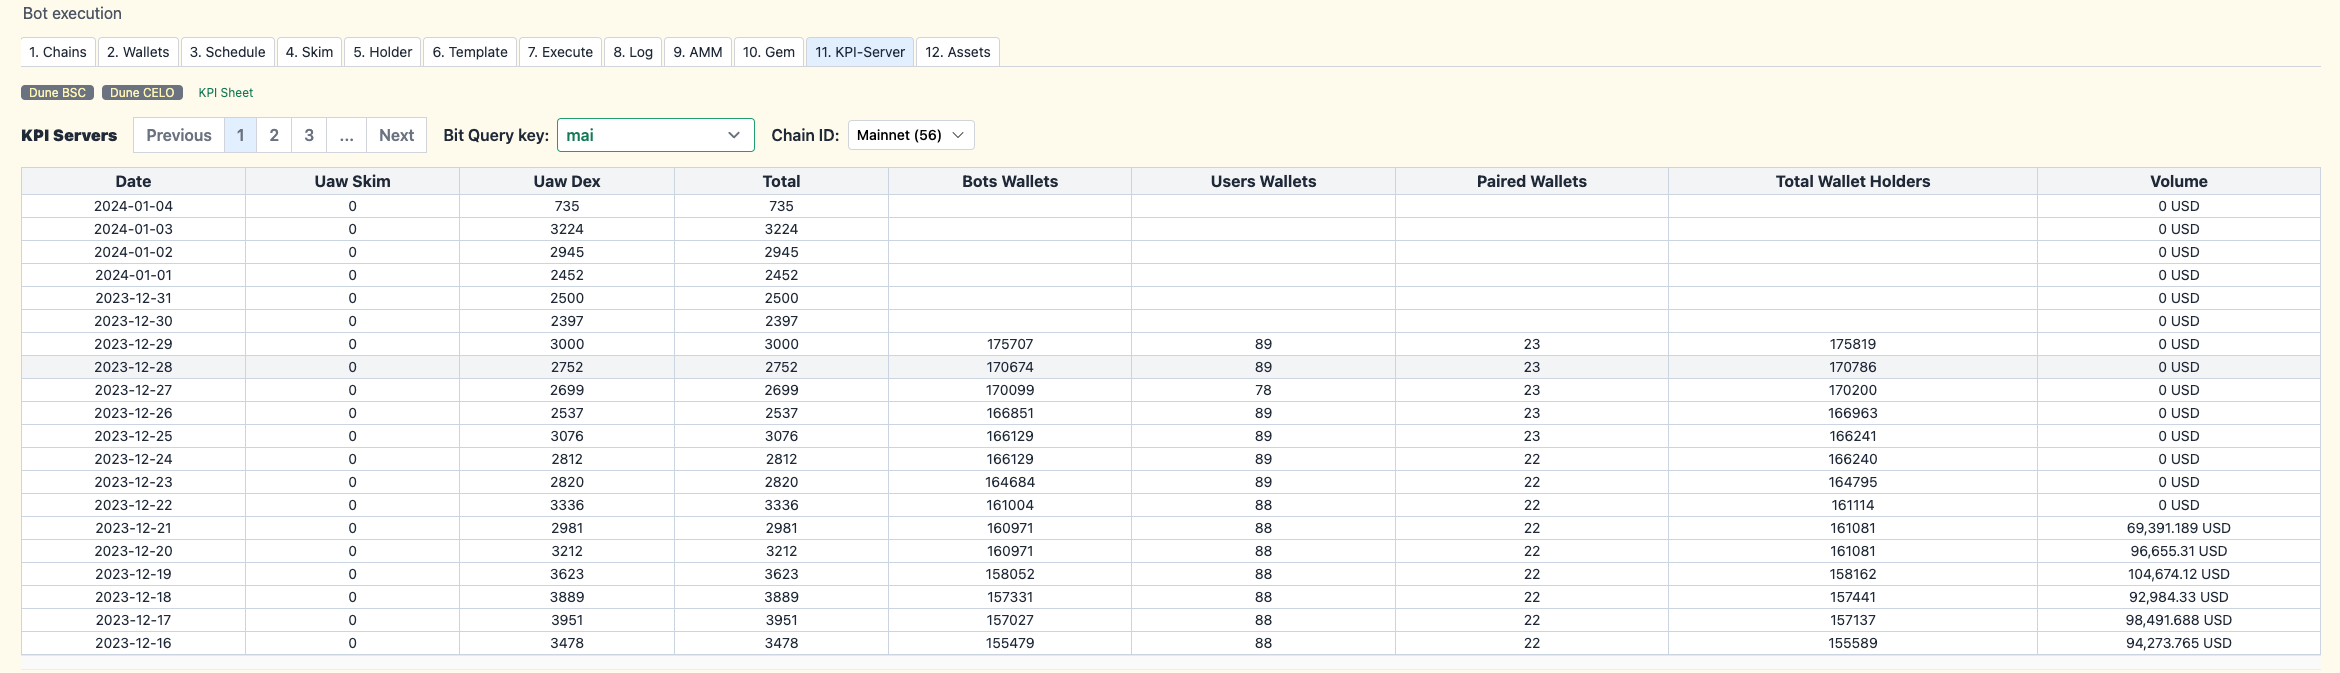 Bot execution
1. Chains 2. Wallets 3. Schedule 4. Skim 5. Holder 6. Template 7. Execute 8. Log 9. AMM 10. Gem 11. KPI-Server 12. Assets
Dune BSC Dune CELO KPI Sheet
KPI Servers Previous 1 2 3 ... Next Bit Query key: mai Chain ID: Mainnet (56)
Date Uaw Skim Uaw Dex Total Bots Wallets Users Wallets Paired Wallets Total Wallet Holders Volume
2024-01-04 0 735 735 0 USD
2024-01-03 0 3224 3224 0 USD
2024-01-02 0 2945 2945 0 USD
2024-01-01 0 2452 2452 0 USD
2023-12-31 0 2500 2500 0 USD
2023-12-30 0 2397 2397 0 USD
2023-12-29 0 3000 3000 175707 89 23 175819 0 USD
2023-12-28 0 2752 2752 170674 89 23 170786 0 USD
2023-12-27 0 2699 2699 170099 78 23 170200 0 USD
2023-12-26 0 2537 2537 166851 89 23 166963 0 USD
2023-12-25 0 3076 3076 166129 89 23 166241 0 USD
2023-12-24 0 2812 2812 166129 89 22 166240 0 USD
2023-12-23 0 2820 2820 164684 89 22 164795 0 USD
2023-12-22 0 3336 3336 161004 88 22 161114 0 USD
2023-12-21 0 2981 2981 160971 88 22 161081 69,391.189 USD
2023-12-20 0 3212 3212 160971 88 22 161081 96,655.31 USD
2023-12-19 0 3623 3623 158052 88 22 158162 104,674.12 USD
2023-12-18 0 3889 3889 157331 88 22 157441 92,984.33 USD
2023-12-17 0 3951 3951 157027 88 22 157137 98,491.688 USD
2023-12-16 0 3478 3478 155479 88 22 155589 94,273.765 USD